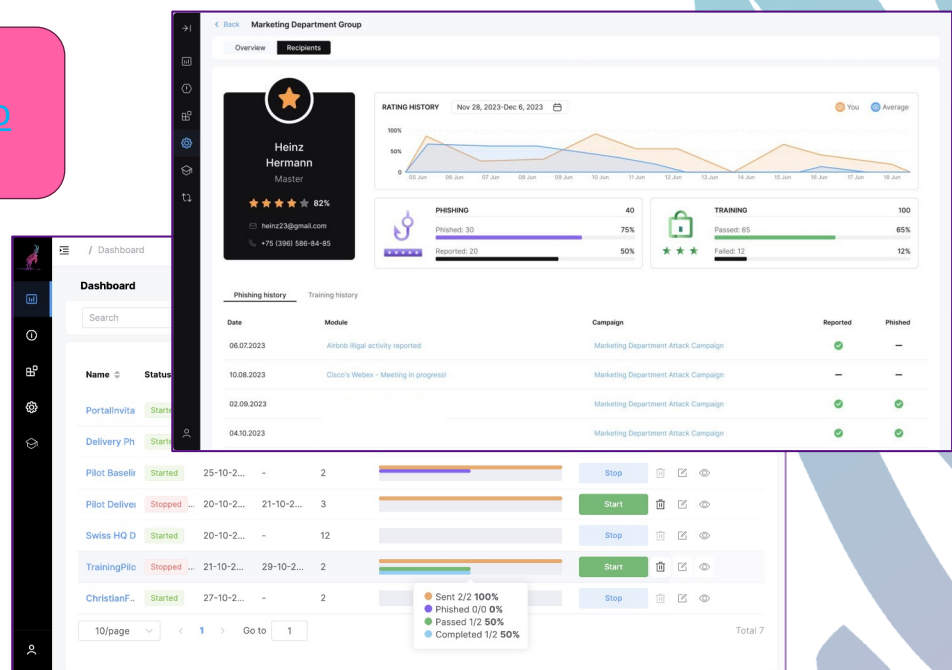 < Back Marketing Department Group
Overview Recipients
Heinz
Hermann
Master
82%
heinz23@gmail.com
+75 (396) 586-84-85
RATING HISTORY Nov 28, 2023-Dec 6, 2023
You Average
100%
50%
0
05 Jun 06 Jun 07 Jun 08 Jun 09 Jun 10 Jun 11 Jun 12 Jun 13 Jun 14 Jun 15 Jun 16 Jun 17 Jun 18 Jun
PHISHING 40
Phished: 30 75%
Reported: 20 50%
TRAINING 100
Passed: 65 65%
Failed: 12 12%
Phishing history Training history
Date Module Campaign Reported Phished
06.07.2023 Airbnb illigal activity reported Marketing Department Attack Campaign –
10.08.2023 Cisco's Webex - Meeting in progress! Marketing Department Attack Campaign – –
02.09.2023 Marketing Department Attack Campaign
04.10.2023 Marketing Department Attack Campaign
/ Dashboard
Dashboard
Search
Name Status
PortalInvita Starte
Delivery Ph Starte
Pilot Baselin Started 25-10-2... - 2 Stop
Pilot Deliver Stopped ... 20-10-2... 21-10-2... 3 Start
Swiss HQ D Started 20-10-2... - 12 Stop
TrainingPilo Stopped ... 21-10-2... 29-10-2... 2 Start
ChristianF.. Started 27-10-2... - 2 Stop
Sent 2/2 100%
Phished 0/0 0%
Passed 1/2 50%
Completed 1/2 50%
10/page < 1 > Go to 1 Total 7